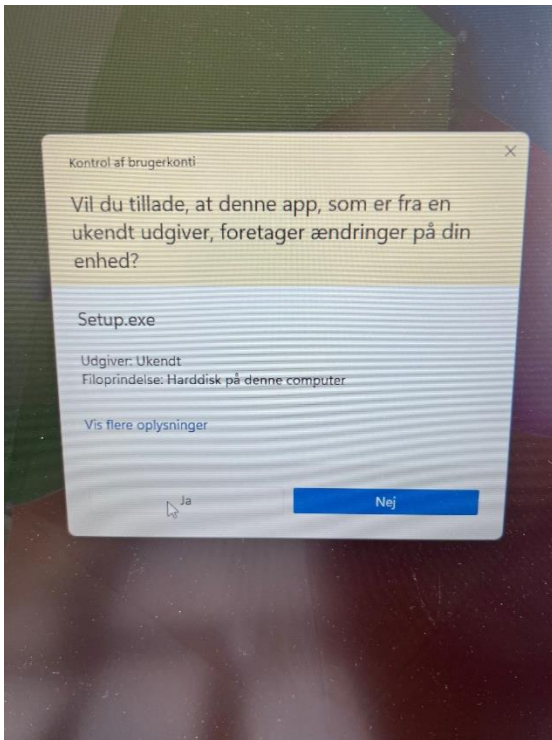 Kontrol af brugerkonti
Vil du tillade, at denne app, som er fra en
ukendt udgiver, foretager ændringer på din
enhed?
Setup.exe
Udgiver: Ukendt
Filoprindelse: Harddisk på denne computer
Vis flere oplysninger
Ja
Nej